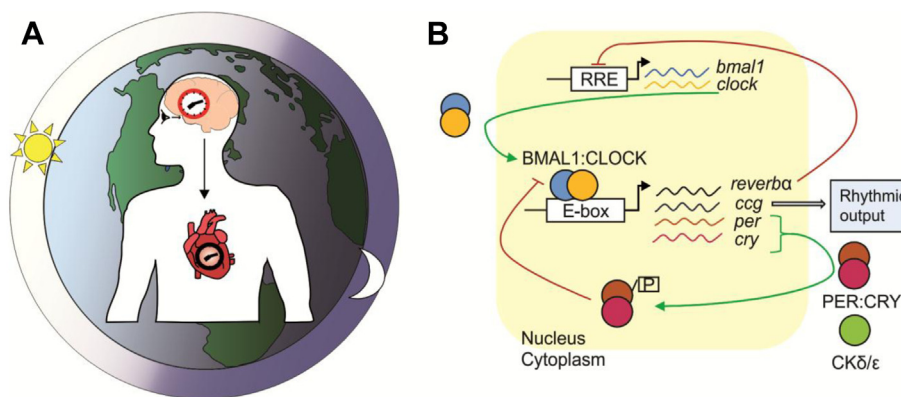 A
B
RRE
bmal1
clock
BMAL1:CLOCK
E-box
reverbα
ccg
per
cry
Rhythmic
output
P
PER:CRY
CKδ/ε
Nucleus
Cytoplasm